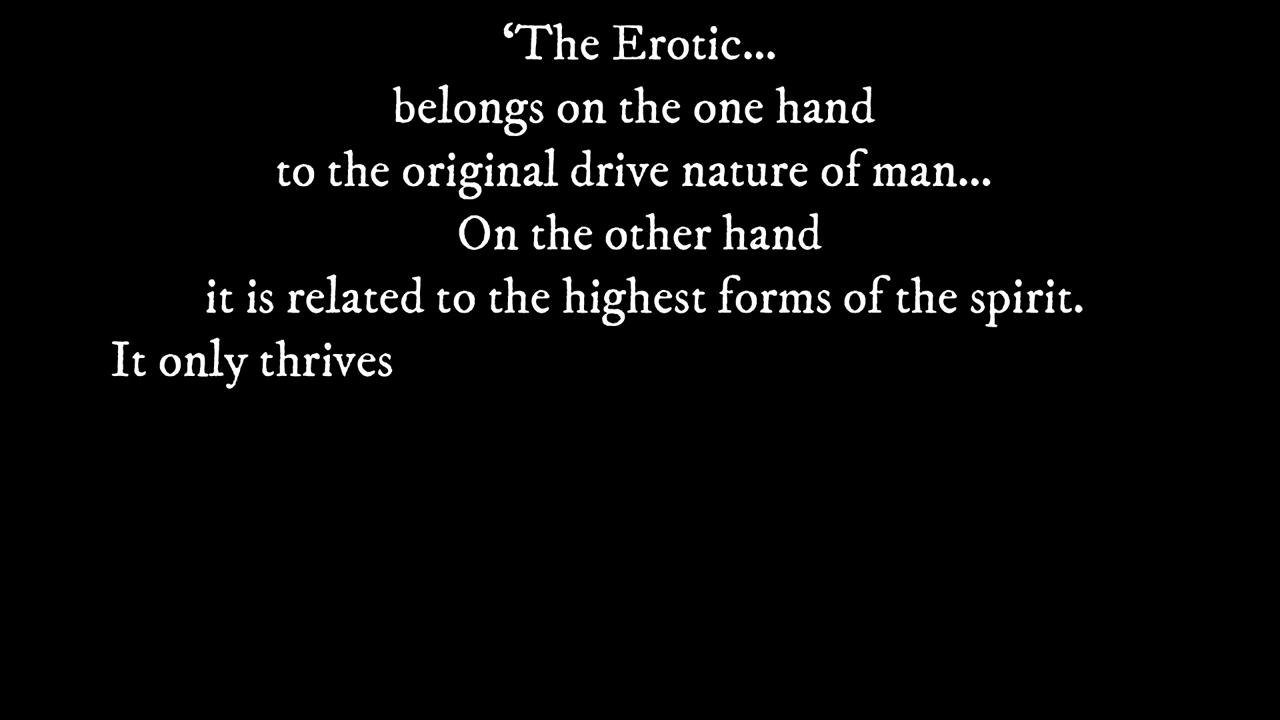 ‘The Erotic...
belongs on the one hand
to the original drive nature of man...
On the other hand
it is related to the highest forms of the spirit.
It only thrives